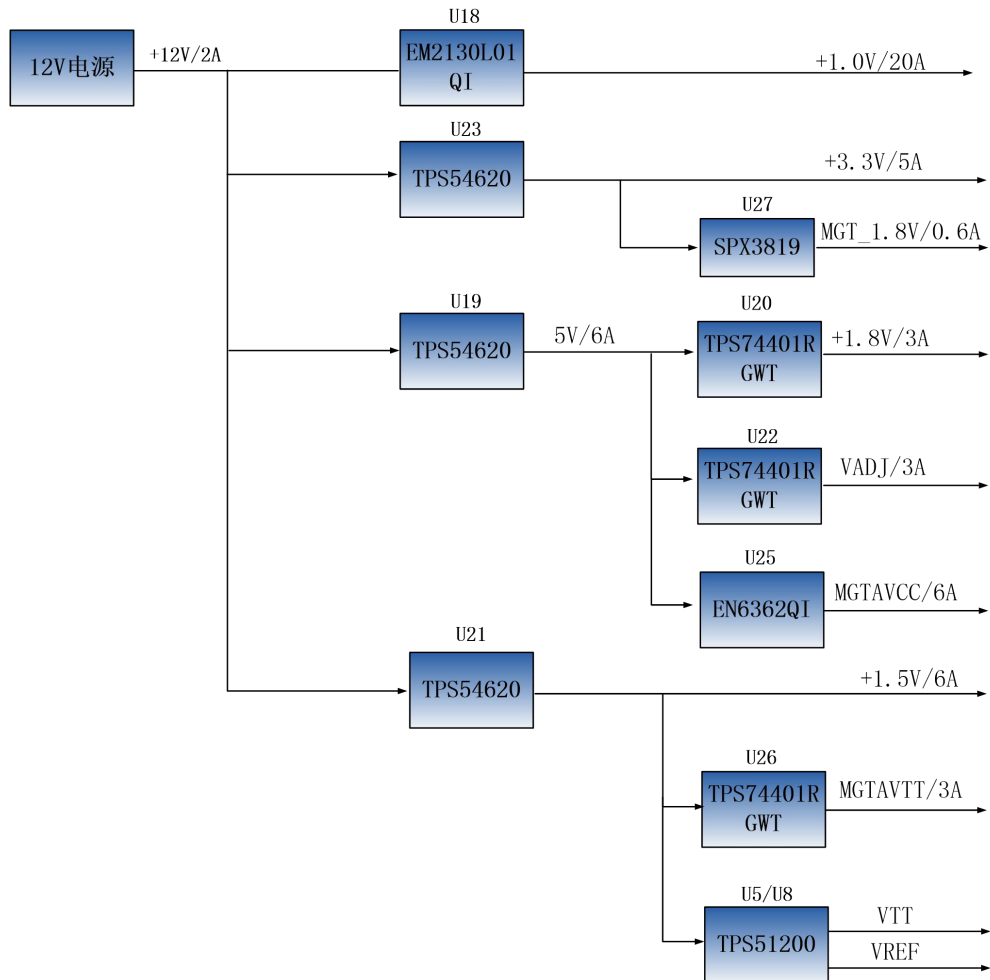 U18
12V电源
+12V/2A
EM2130L01
QI
+1.0V/20A
U23
TPS54620
+3.3V/5A
U27
SPX3819
MGT_1.8V/0.6A
U19
TPS54620
5V/6A
U20
TPS74401R
GWT
+1.8V/3A
U22
TPS74401R
GWT
VADJ/3A
U25
EN6362QI
MGTAVCC/6A
U21
TPS54620
+1.5V/6A
U26
TPS74401R
GWT
MGTAVTT/3A
U5/U8
TPS51200
VTT
VREF